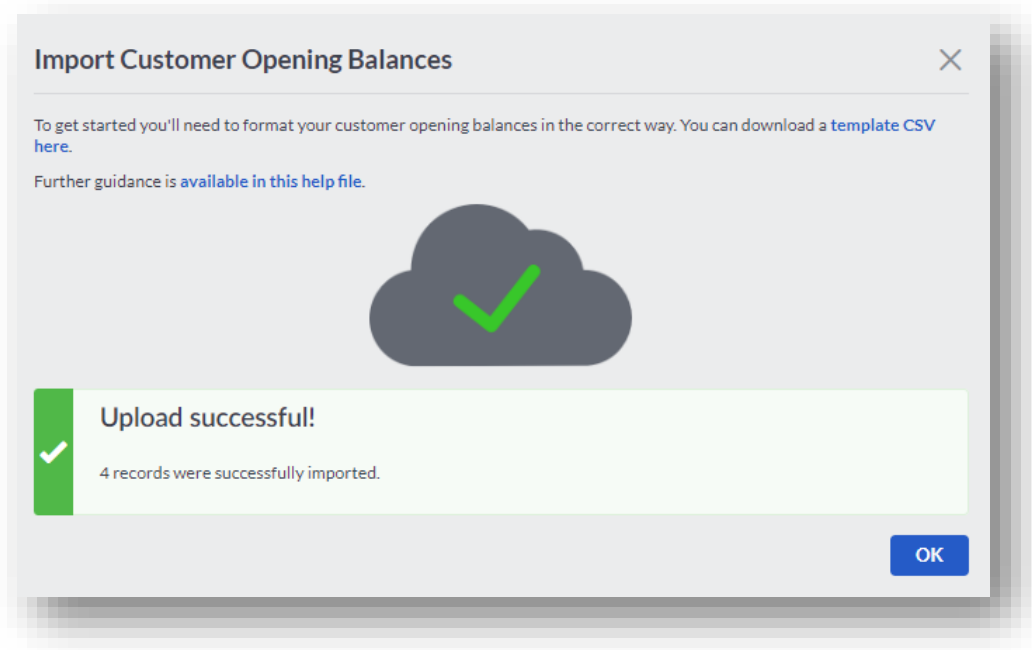 Import Customer Opening Balances
To get started you'll need to format your customer opening balances in the correct way. You can download a template CSV
here.
Further guidance is available in this help file.
Upload successful!
4 records were successfully imported.
OK